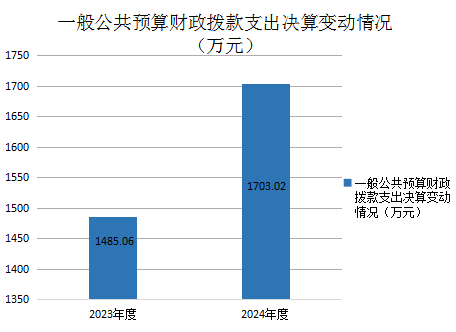 一般公共预算财政拨款支出决算变动情况
（万元）
1750
1700
1650
1600
1550
1500
1450
1400
1350
1485.06
1703.02
2023年度
2024年度
一般公共预算财政
拨款支出决算变动
情况（万元）